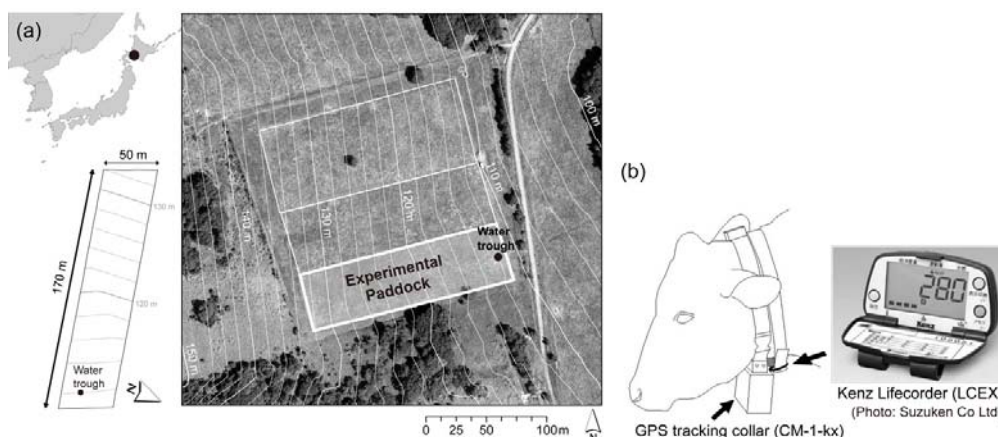 (a)
50 m
130 m
170 m
120 m
Water
trough
N
100 m
110 m
120 m
130 m
140 m
150 m
Water
trough
Experimental
Paddock
0 25 50 100m
N
(b)
280
Kenz
Kenz Lifecorder (LCEX
(Photo: Suzuken Co Ltd
GPS tracking collar (CM-1-kx)